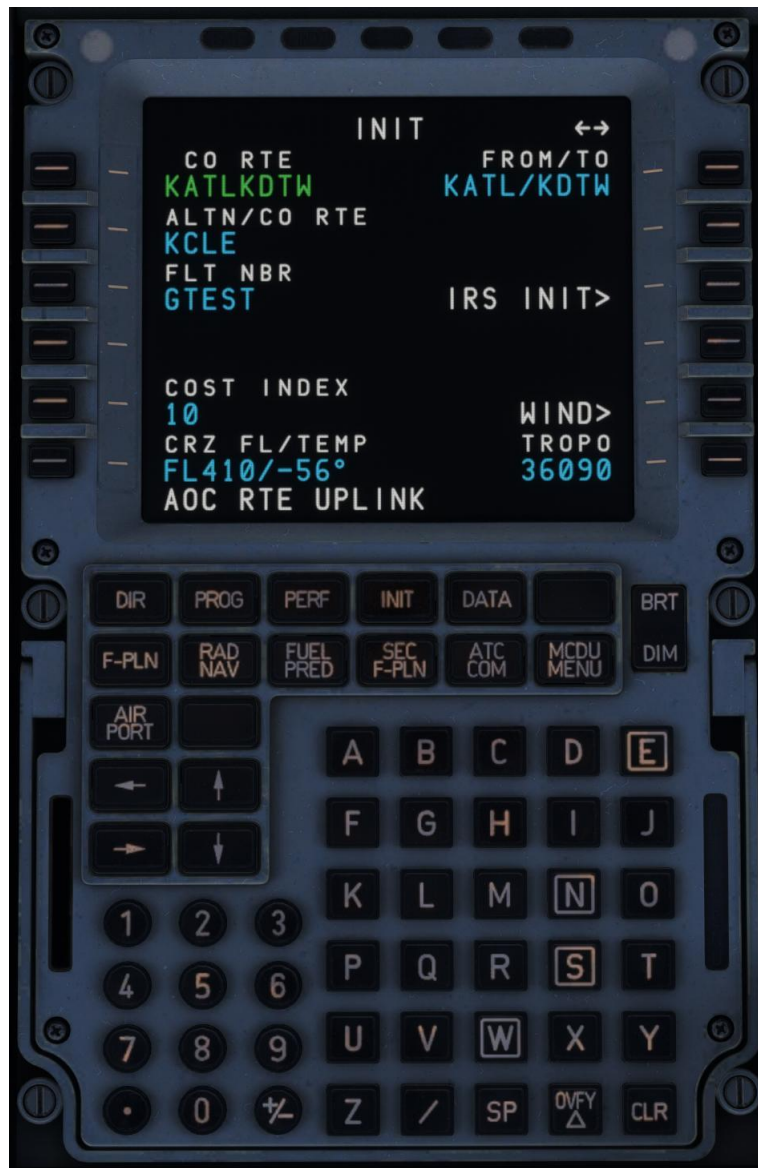 INIT ←→
CO RTE FROM/TO
KATLKDTW KATL/KDTW
ALTN/CO RTE
KCLE
FLT NBR
GTEST IRS INIT>
COST INDEX
10 WIND>
CRZ FL/TEMP TROPO
FL410/-56° 36090
AOC RTE UPLINK
DIR PROG PERF INIT DATA BRT
F-PLN RAD NAV FUEL PRED SEC F-PLN ATC COM MCDU MENU DIM
AIR PORT
A B C D E
← ↑
F G H I J
→ ↓
K L M N O
1 2 3
P Q R S T
4 5 6
U V W X Y
7 8 9
Z / SP OVFY △ CLR
. 0 +/-